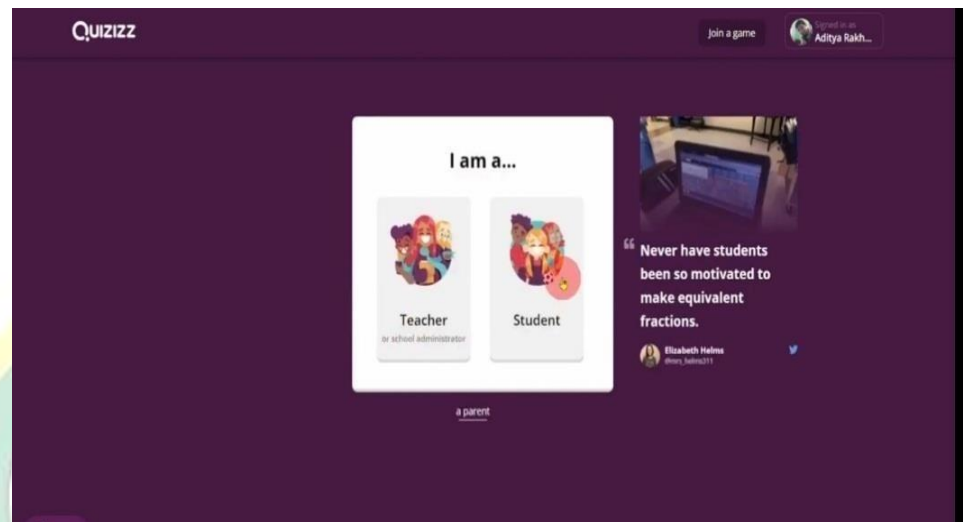 Quizizz
Join a game
Signed in as
Aditya Rakh...
I am a...
Teacher
or school administrator
Student
a parent
“ Never have students
been so motivated to
make equivalent
fractions.
Elizabeth Helms